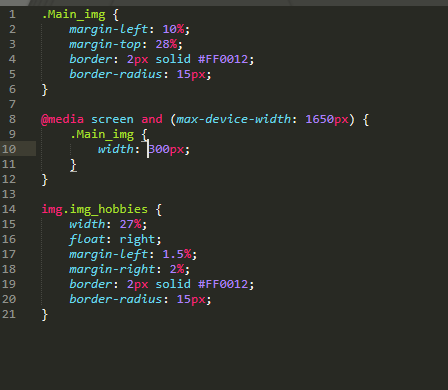 1 .Main_img {
2 margin-left: 10%;
3 margin-top: 28%;
4 border: 2px solid #FF0012;
5 border-radius: 15px;
6 }
7
8 @media screen and (max-device-width: 1650px) {
9 .Main_img {
10 width: 300px;
11 }
12 }
13
14 img.img_hobbies {
15 width: 27%;
16 float: right;
17 margin-left: 1.5%;
18 margin-right: 2%;
19 border: 2px solid #FF0012;
20 border-radius: 15px;
21 }